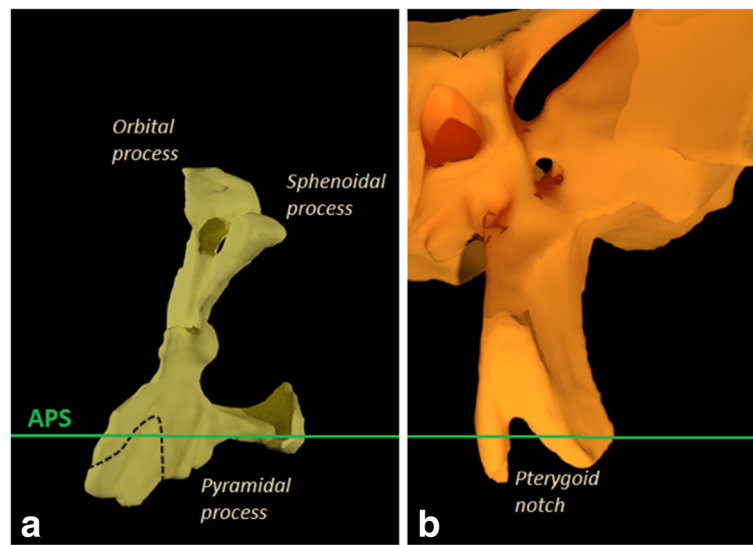 Orbital
process
Sphenoidal
process
APS
Pyramidal
process
a
Pterygoid
notch
b